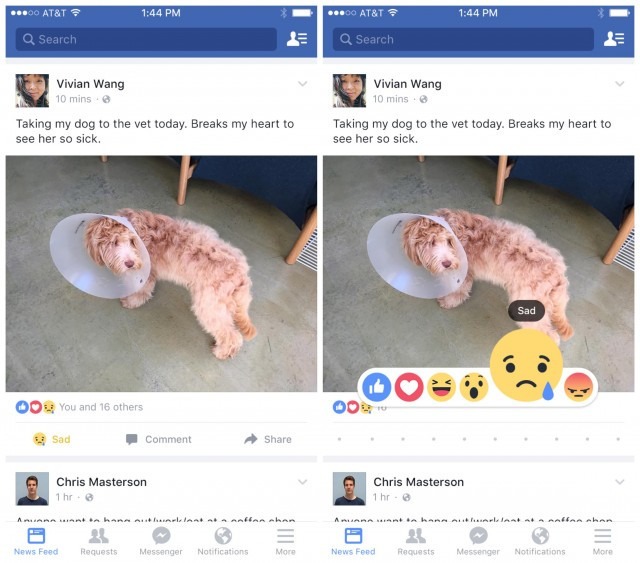 AT&T
1:44 PM
Search
Vivian Wang
10 mins ·
Taking my dog to the vet today. Breaks my heart to
see her so sick.
You and 16 others
Sad
Comment
Share
Chris Masterson
1 hr ·
News Feed
Requests
Messenger
Notifications
More
AT&T
1:44 PM
Search
Vivian Wang
10 mins ·
Taking my dog to the vet today. Breaks my heart to
see her so sick.
Sad
16
Chris Masterson
1 hr ·
News Feed
Requests
Messenger
Notifications
More